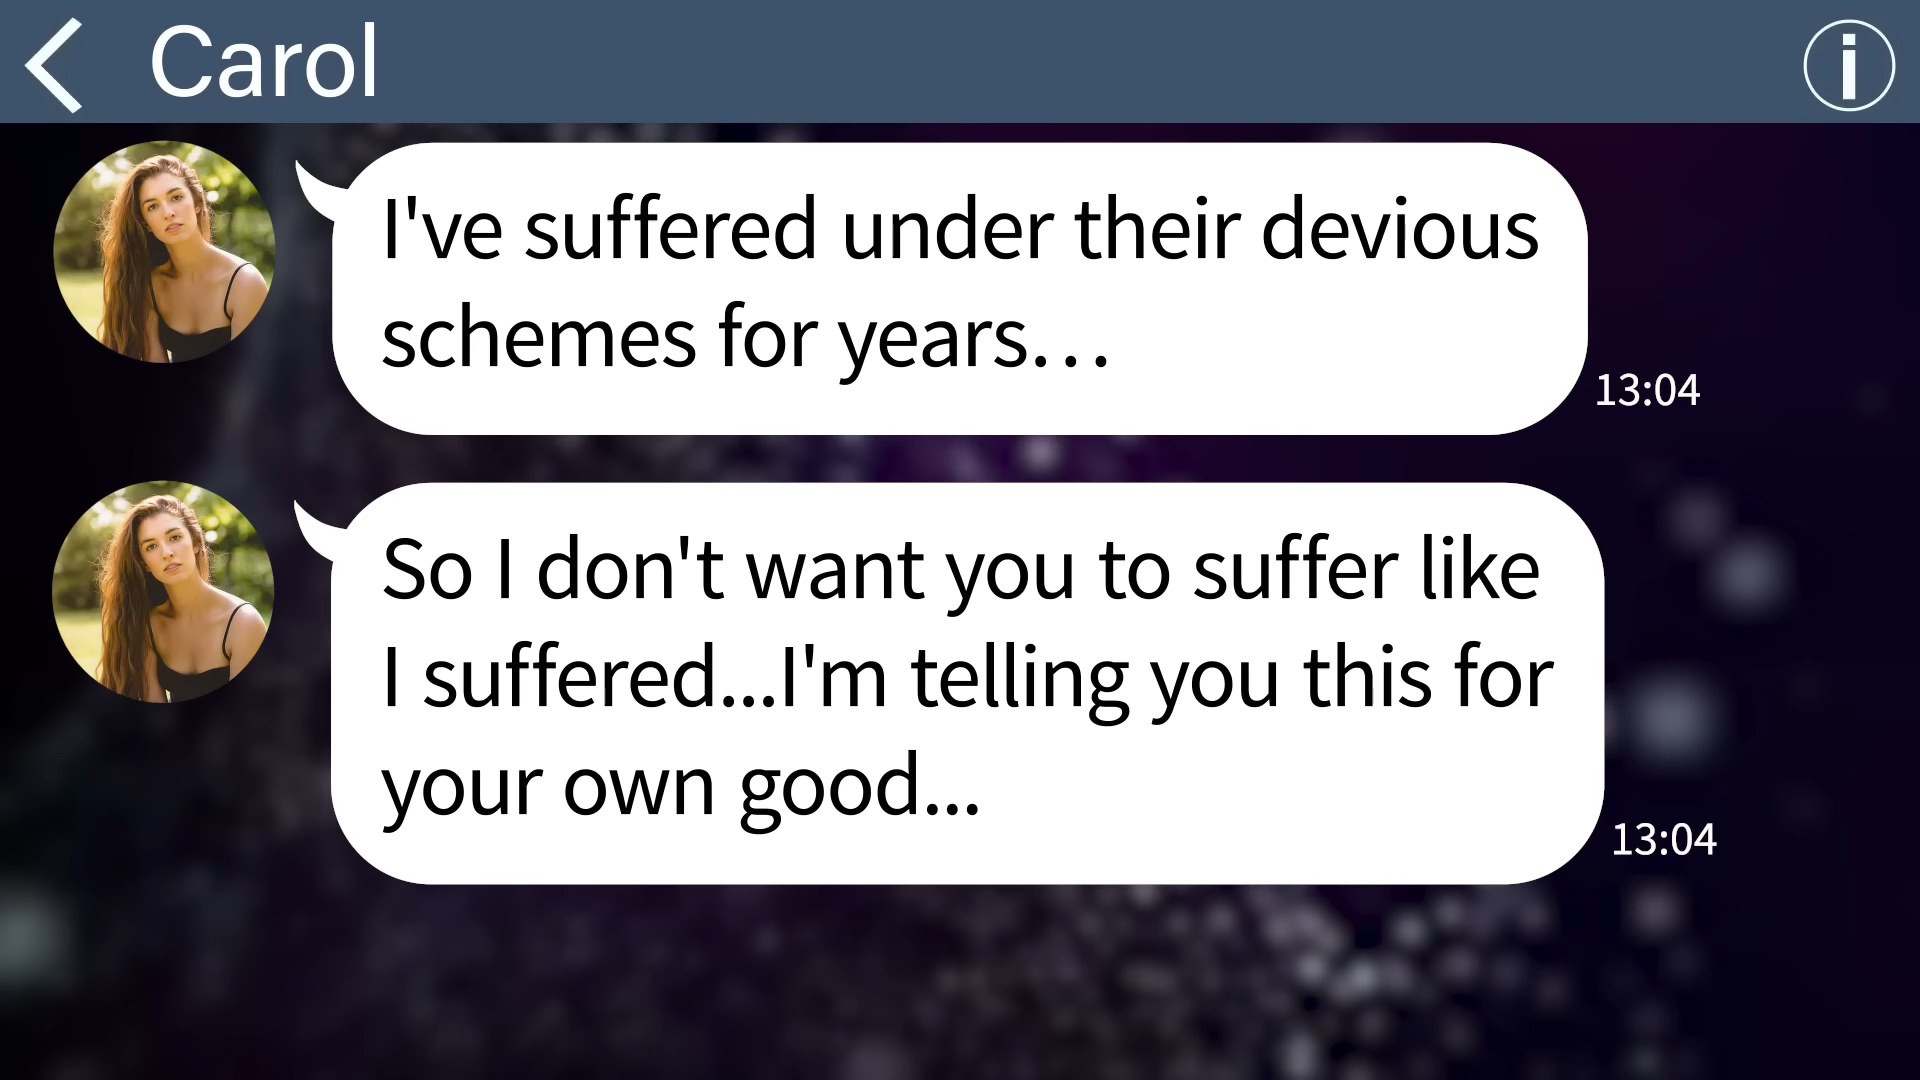 Carol
I've suffered under their devious
schemes for years…
13:04
So I don't want you to suffer like
I suffered...I'm telling you this for
your own good...
13:04